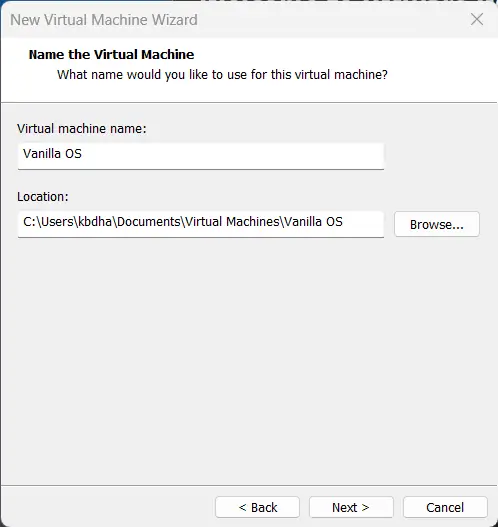 New Virtual Machine Wizard
Name the Virtual Machine
What name would you like to use for this virtual machine?
Virtual machine name:
Vanilla OS
Location:
C:\Users\kbdha\Documents\Virtual Machines\Vanilla OS
Browse...
< Back
Next >
Cancel